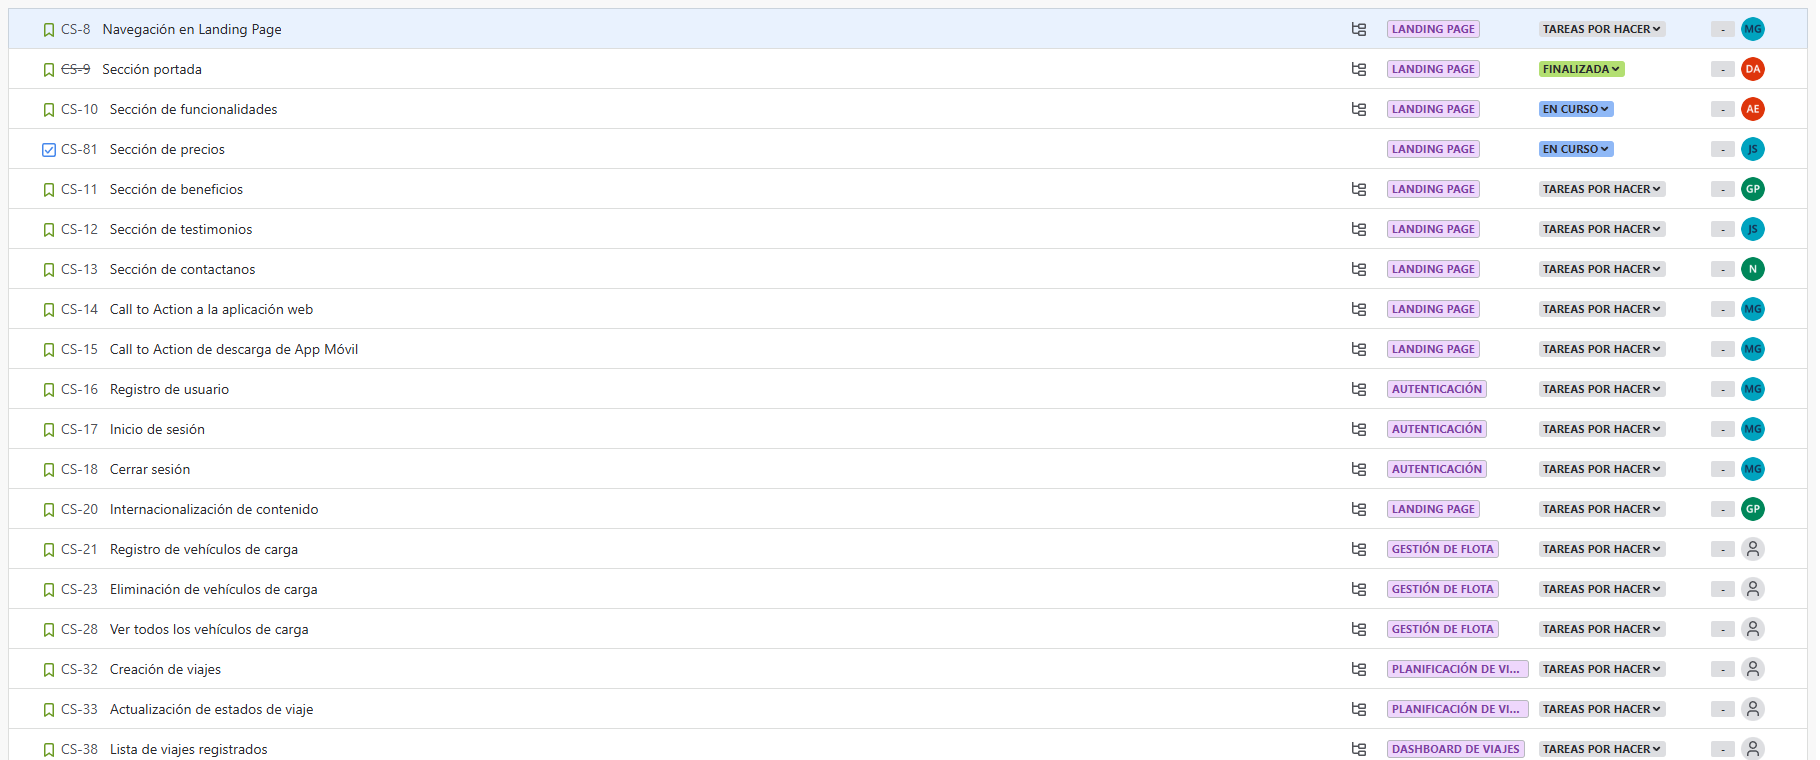 CS-8 Navegación en Landing Page LANDING PAGE TAREAS POR HACER - MG
CS-9 Sección portada LANDING PAGE FINALIZADA - DA
CS-10 Sección de funcionalidades LANDING PAGE EN CURSO - AE
CS-81 Sección de precios LANDING PAGE EN CURSO - JS
CS-11 Sección de beneficios LANDING PAGE TAREAS POR HACER - GP
CS-12 Sección de testimonios LANDING PAGE TAREAS POR HACER - JS
CS-13 Sección de contactanos LANDING PAGE TAREAS POR HACER - N
CS-14 Call to Action a la aplicación web LANDING PAGE TAREAS POR HACER - MG
CS-15 Call to Action de descarga de App Móvil LANDING PAGE TAREAS POR HACER - MG
CS-16 Registro de usuario AUTENTICACIÓN TAREAS POR HACER - MG
CS-17 Inicio de sesión AUTENTICACIÓN TAREAS POR HACER - MG
CS-18 Cerrar sesión AUTENTICACIÓN TAREAS POR HACER - MG
CS-20 Internacionalización de contenido LANDING PAGE TAREAS POR HACER - GP
CS-21 Registro de vehículos de carga GESTIÓN DE FLOTA TAREAS POR HACER -
CS-23 Eliminación de vehículos de carga GESTIÓN DE FLOTA TAREAS POR HACER -
CS-28 Ver todos los vehículos de carga GESTIÓN DE FLOTA TAREAS POR HACER -
CS-32 Creación de viajes PLANIFICACIÓN DE VI... TAREAS POR HACER -
CS-33 Actualización de estados de viaje PLANIFICACIÓN DE VI... TAREAS POR HACER -
CS-38 Lista de viajes registrados DASHBOARD DE VIAJES TAREAS POR HACER -